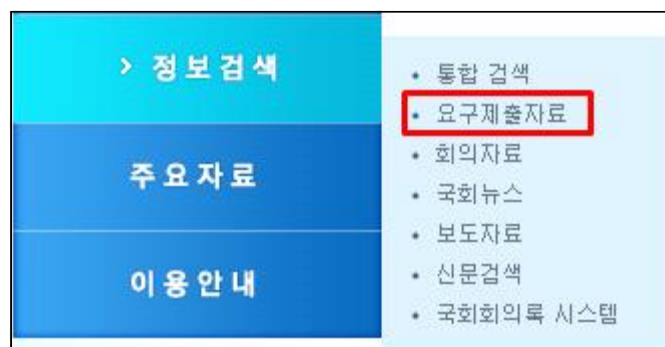 > 정보검색
주요자료
이용안내
• 통합 검색
• 요구제출자료
• 회의자료
• 국회뉴스
• 보도자료
• 신문검색
• 국회회의록 시스템